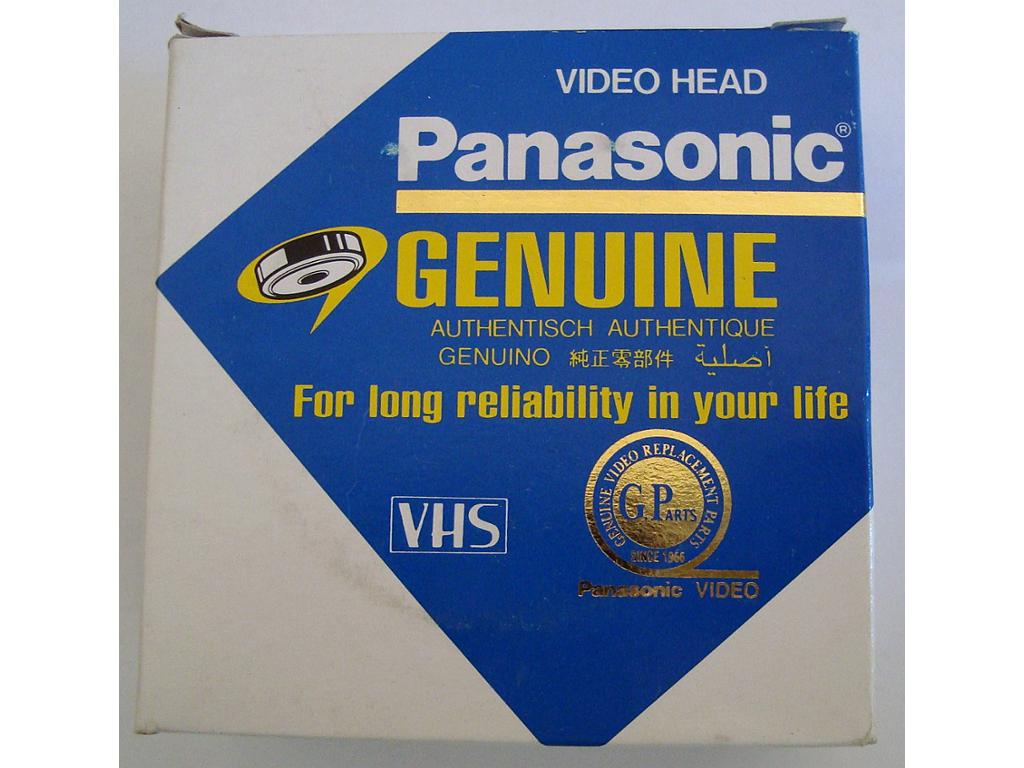 VIDEO HEAD
Panasonic®
GENUINE
AUTHENTISCH AUTHENTIQUE
GENUINO 純正零部件 أصلية
For long reliability in your life
GENUINE VIDEO REPLACEMENT PARTS
GPARTS
SINCE 1966
VHS
Panasonic VIDEO